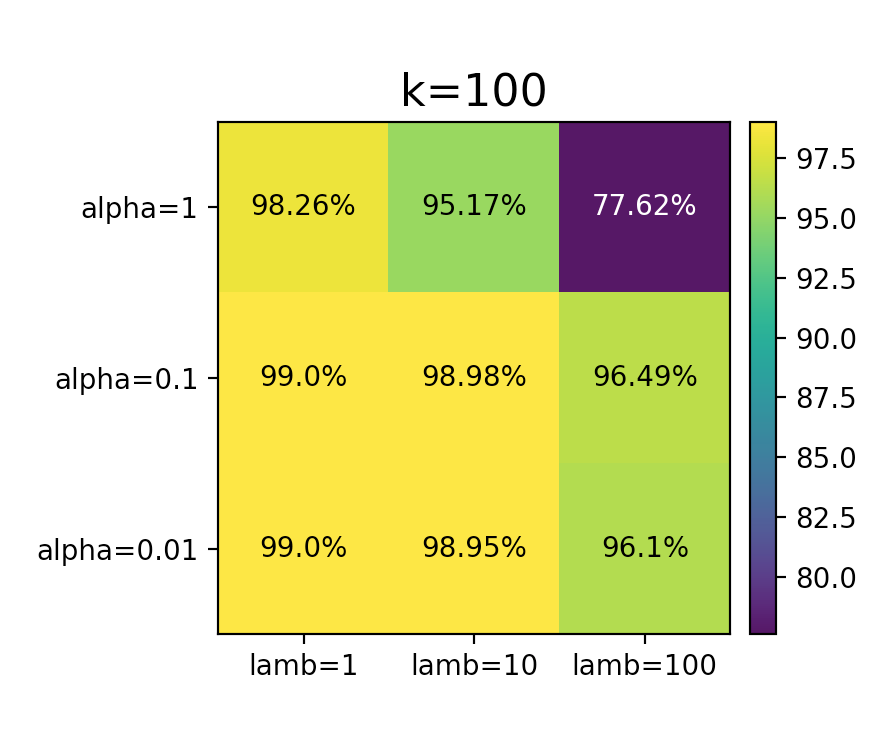 k=100
alpha=1
98.26%
95.17%
77.62%
alpha=0.1
99.0%
98.98%
96.49%
alpha=0.01
99.0%
98.95%
96.1%
lamb=1
lamb=10
lamb=100
97.5
95.0
92.5
90.0
87.5
85.0
82.5
80.0